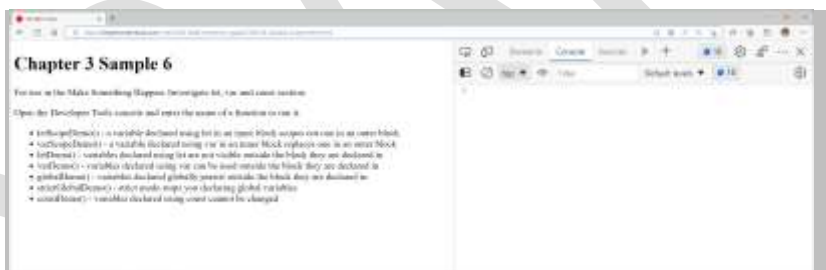 Chapter 3 Sample 6
For use in the Make Something Happen: Investigate let, var and const section
Open the Developer Tools console and enter the name of a function to run it
letScopeDemo() - a variable declared using let in an inner block scopes out one in an outer block
varScopeDemo() - a variable declared using var in an inner block replaces one in an outer block
letDemo() - variables declared using let are not visible outside the block they are declared in
varDemo() - variables declared using var can be used outside the block they are declared in
globalDemo() - variables declared globally persist outside the block they are declared in
strictGlobalDemo() - strict mode stops you declaring global variables
constDemo() - variables declared using const cannot be changed
Elements Console
top Filter Default levels